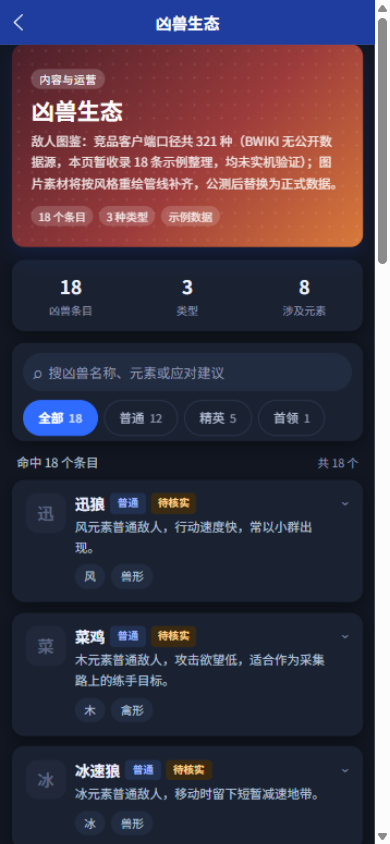 凶兽生态
内容与运营
凶兽生态
敌人图鉴：竞品客户端口径共 321 种（BWIKI 无公开数
据源，本页暂收录 18 条示例整理，均未实机验证）；图
片素材将按风格重绘管线补齐，公测后替换为正式数据。
18 个条目 3 种类型 示例数据
18 3 8
凶兽条目 类型 涉及元素
搜凶兽名称、元素或应对建议
全部 18 普通 12 精英 5 首领 1
命中 18 个条目 共 18 个
迅 迅狼 普通 待核实
风元素普通敌人，行动速度快，常以小群出
现。
风 兽形
菜 菜鸡 普通 待核实
木元素普通敌人，攻击欲望低，适合作为采集
路上的练手目标。
木 禽形
冰 冰速狼 普通 待核实
冰元素普通敌人，移动时留下短暂减速地带。
冰 兽形